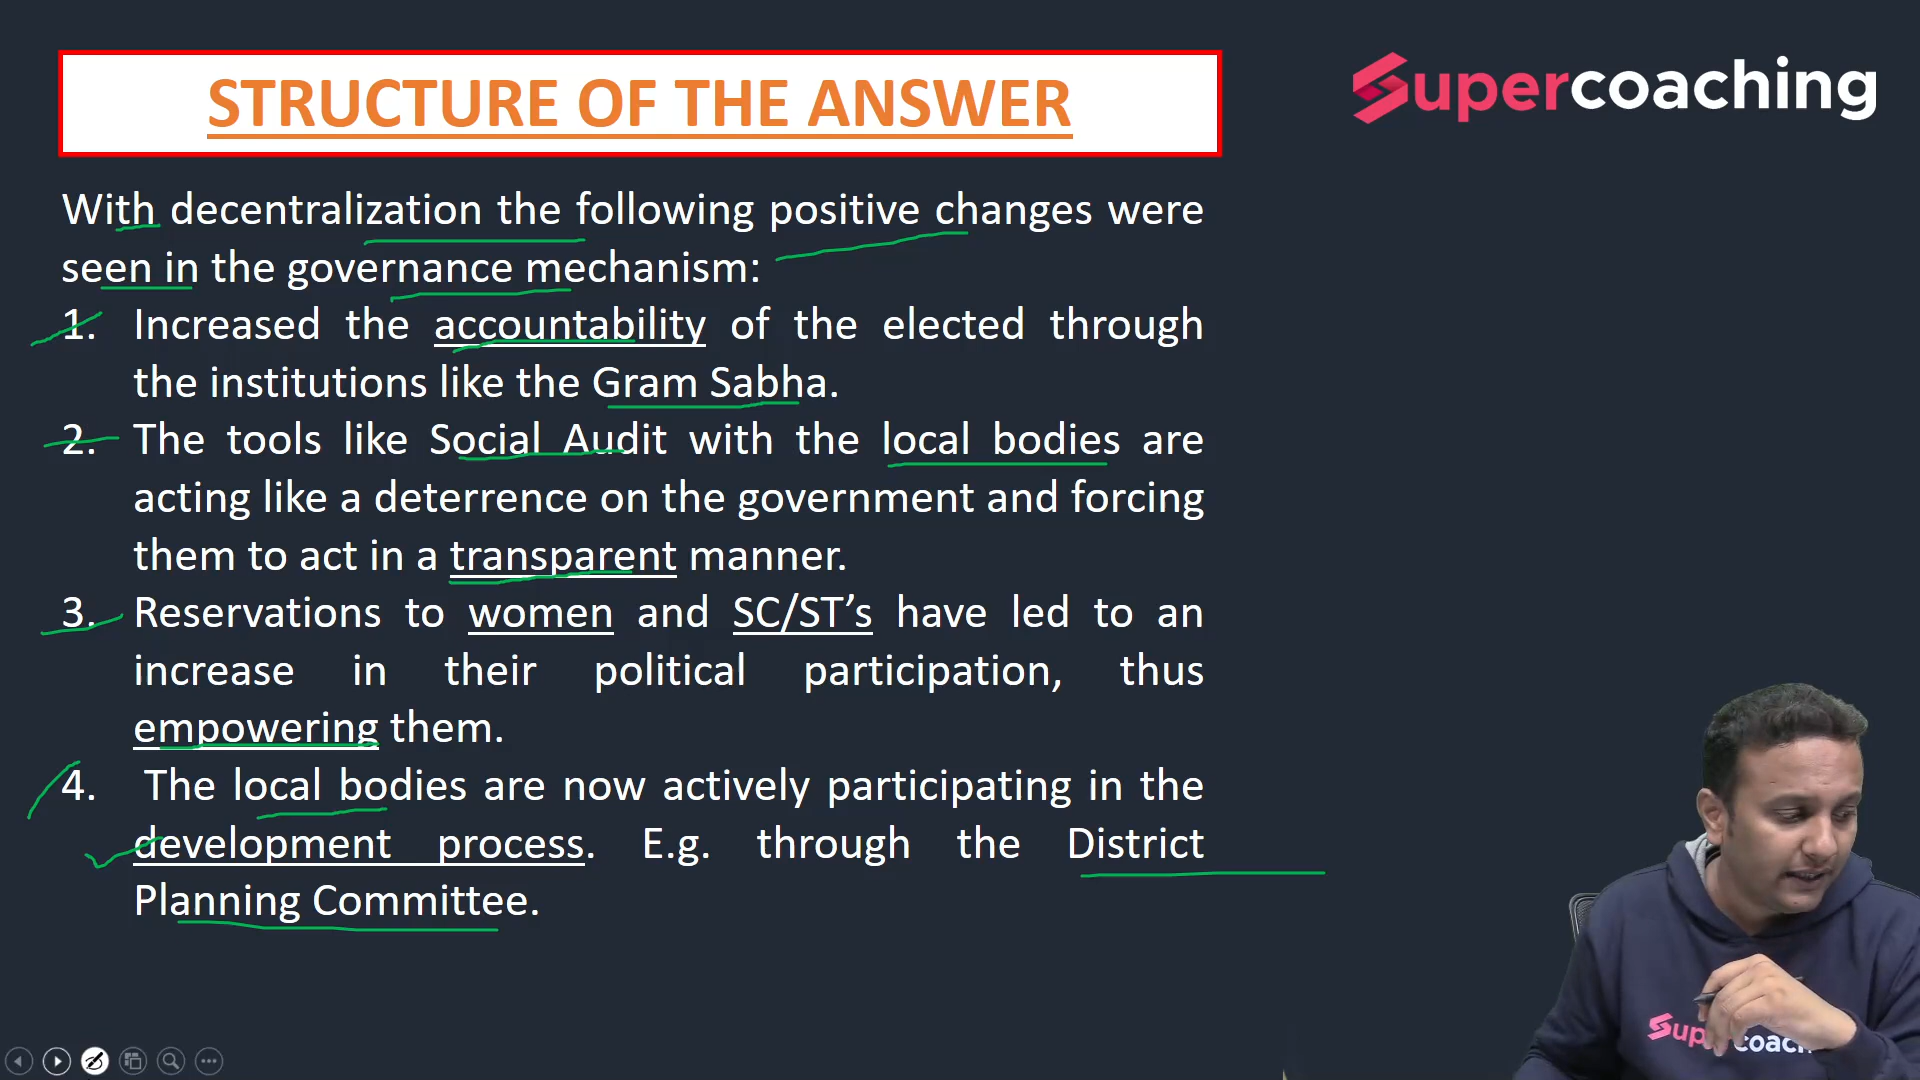 STRUCTURE OF THE ANSWER
Supercoaching
With decentralization the following positive changes were
seen in the governance mechanism:
1. Increased the accountability of the elected through
the institutions like the Gram Sabha.
2. The tools like Social Audit with the local bodies are
acting like a deterrence on the government and forcing
them to act in a transparent manner.
3. Reservations to women and SC/ST’s have led to an
increase in their political participation, thus
empowering them.
4. The local bodies are now actively participating in the
development process. E.g. through the District
Planning Committee.